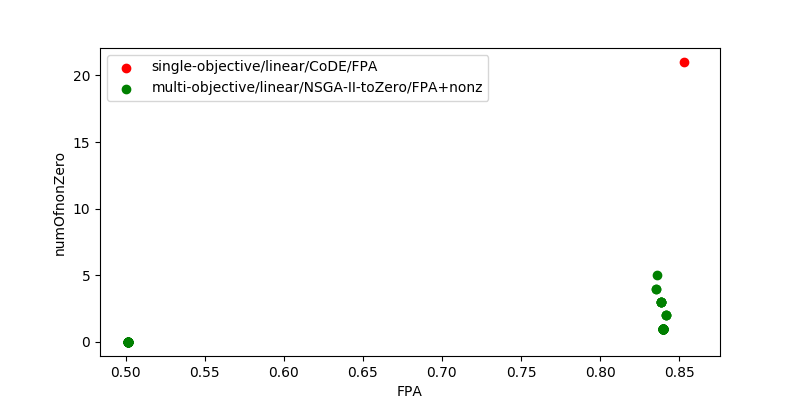 single-objective/linear/CoDE/FPA
multi-objective/linear/NSGA-II-toZero/FPA+nonz
20
15
10
5
0
numOfnonZero
0.50 0.55 0.60 0.65 0.70 0.75 0.80 0.85
FPA